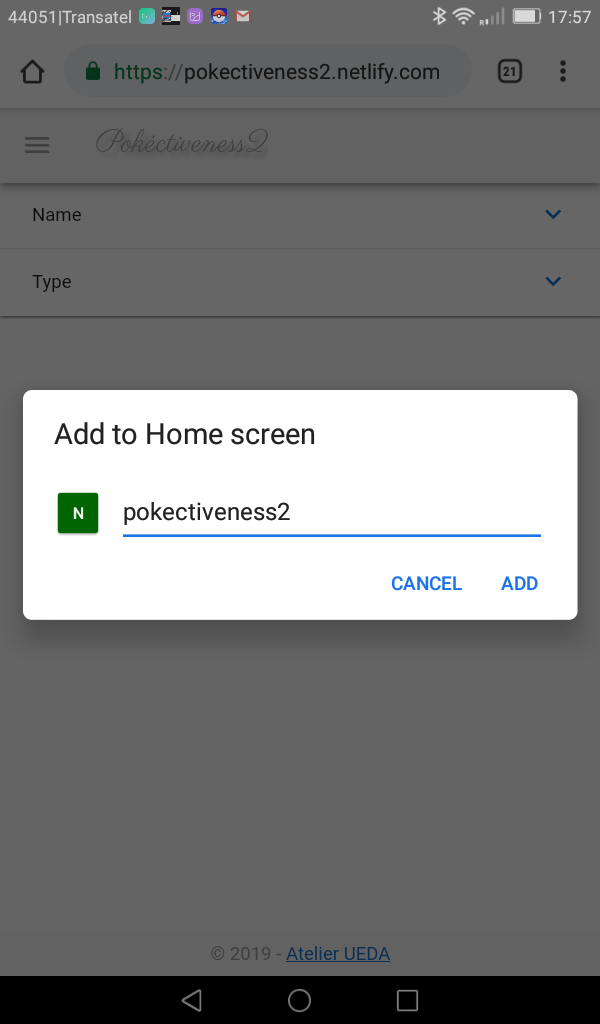 44051|Transatel 17:57
https://pokectiveness2.netlify.com 21
Pokéctiveness2
Name
Type
Add to Home screen
N pokectiveness2
CANCEL ADD
© 2019 - Atelier UEDA